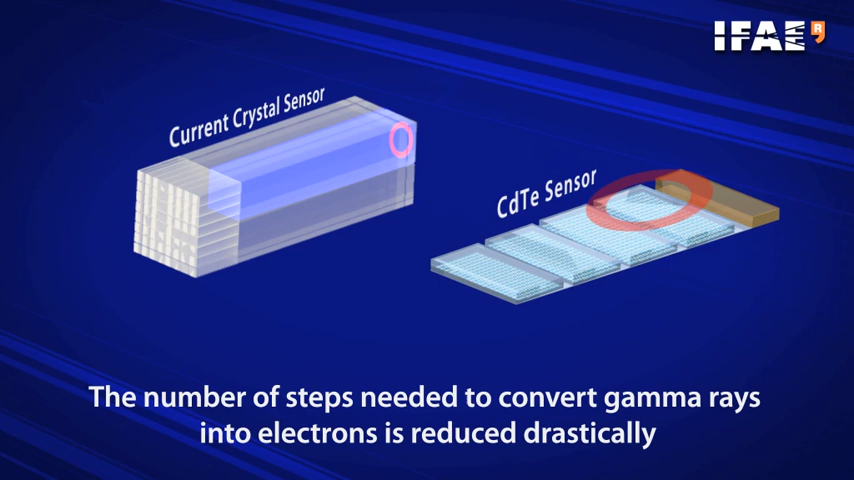 IFAE R
Current Crystal Sensor
CdTe Sensor
The number of steps needed to convert gamma rays
into electrons is reduced drastically